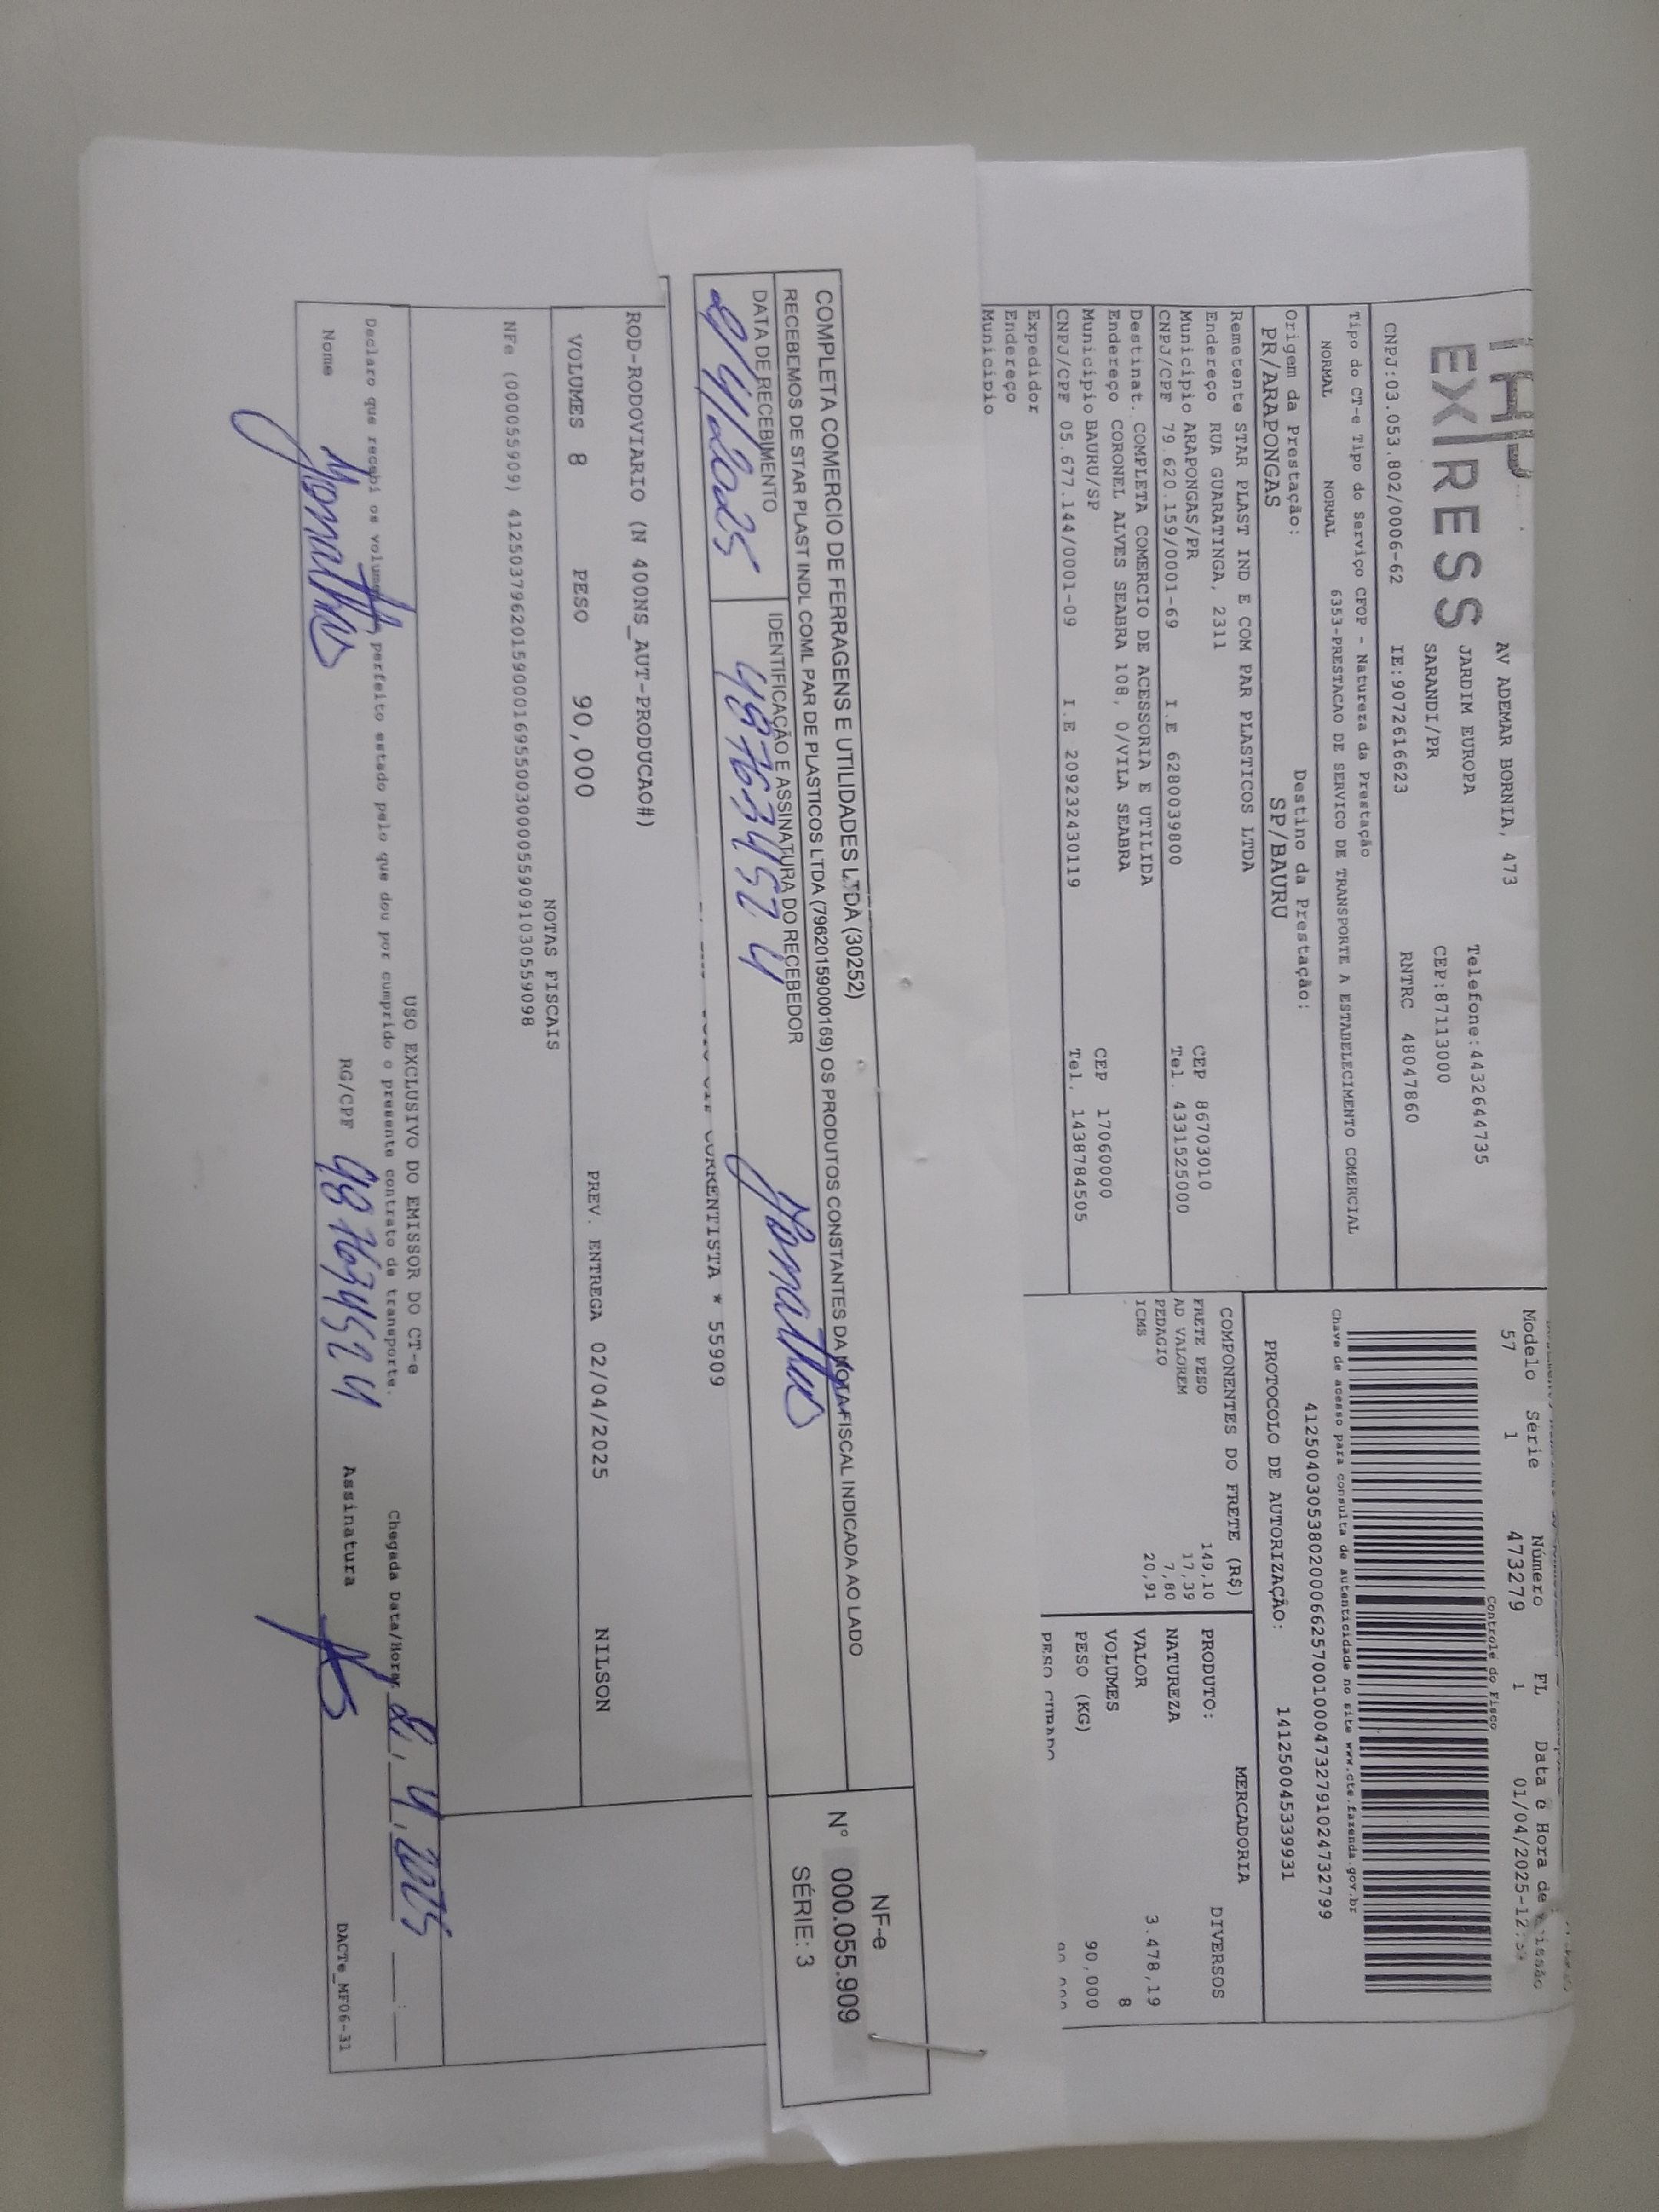 EXPRESS
AV ADEMAR BORNIA, 473
JARDIM EUROPA
SARANDI/PR
Telefone:4432644735
CEP:87113000
CNPJ:03.053.802/0006-62 IE:9072616623 RNTRC 48047860
Tipo do CT-e Tipo do Serviço CFOP - Natureza da Prestação
NORMAL NORMAL 6353-PRESTACAO DE SERVICO DE TRANSPORTE A ESTABELECIMENTO COMERCIAL
Origem da Prestação: Destino da Prestação:
PR/ARAPONGAS SP/BAURU
Remetente STAR PLAST IND E COM PAR PLASTICOS LTDA
Endereço RUA GUARATINGA, 2311 CEP 86703010
Município ARAPONGAS/PR Tel. 4331525000
CNPJ/CPF 79.620.159/0001-69 I.E 6280039800
Destinat. COMPLETA COMERCIO DE ACESSORIA E UTILIDA
Endereço CORONEL ALVES SEABRA 108, 0/VILA SEABRA
Município BAURU/SP CEP 17060000
CNPJ/CPF 05.677.144/0001-09 I.E 209232430119 Tel. 1438784505
Expedidor
Endereço
Município
Modelo Série Número FL Data e Hora de
57 1 473279 1 01/04/2025-12:
Controle do Fisco
Chave de acesso para consulta de autenticidade no site www.cte.fazenda.gov.br
41250403053802000662570010004732791024732799
PROTOCOLO DE AUTORIZAÇÃO: 141250045339931
COMPONENTES DO FRETE (R$)
FRETE PESO 149,10
AD VALOREM 17,39
PEDAGIO 7,80
ICMS 20,91
MERCADORIA
PRODUTO: DIVERSOS
NATUREZA
VALOR 3.478,19
VOLUMES 8
PESO (KG) 90,000
COMPLETA COMERCIO DE FERRAGENS E UTILIDADES LTDA (30252)
RECEBEMOS DE STAR PLAST INDL COML PAR DE PLASTICOS LTDA (79620159000169) OS PRODUTOS CONSTANTES DA NOTA FISCAL INDICADA AO LADO
DATA DE RECEBIMENTO IDENTIFICAÇÃO E ASSINATURA DO RECEBEDOR
2/4/2025
NF-e
N° 000.055.909
SÉRIE: 3
CORRENTISTA * 55909
ROD-RODOVIARIO (N 400NS_AUT-PRODUCAO#)
VOLUMES 8 PESO 90,000 PREV. ENTREGA 02/04/2025 NILSON
NOTAS FISCAIS
NFe (000055909) 41250379620159000169550030000559091030559098
USO EXCLUSIVO DO EMISSOR DO CT-e
Declaro que recebi os volumes perfeito estado pelo que dou por cumprido o presente contrato de transporte.
Chegada Data/Hora 2, 4, 2025
Nome RG/CPF Assinatura
DACTe_MF06-31